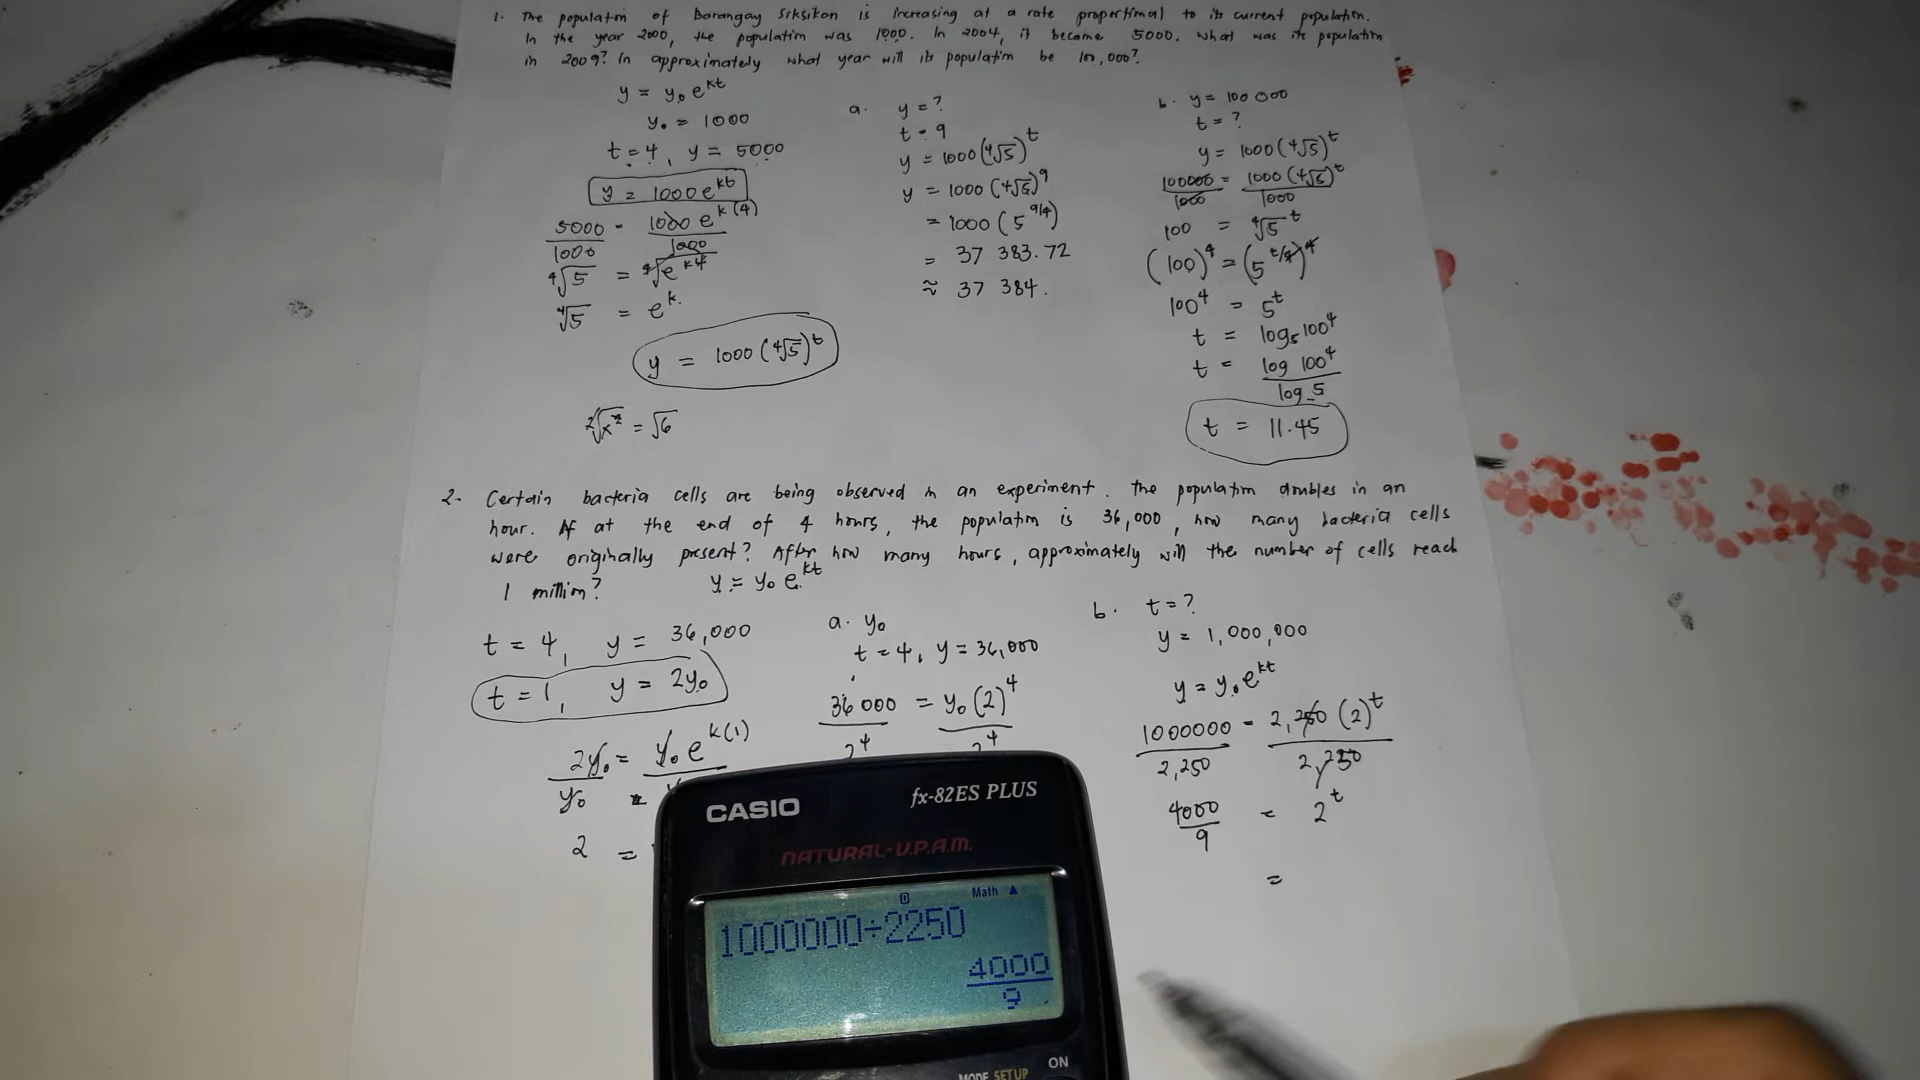 1. The population of Barangay Siksikan is increasing at a rate proportional to its current population.
In the year 2000, the population was 1000. In 2004, it became 5000. What was its population
in 2009? In approximately what year will its population be 100,000?
y = y₀ e^kt
y₀ = 1000
t = 4, y = 5000
y = 1000 e^kt
5000/1000 = 1000 e^k(4)/1000
⁴√5 = ⁴√e^k4
⁴√5 = e^k.
y = 1000 (⁴√5)^t
²√x² = √6
a. y = ?
t = 9
y = 1000 (⁴√5)^t
y = 1000 (⁴√5)^9
= 1000 (5^9/4)
= 37 383.72
≈ 37 384.
b. y = 100 000
t = ?
y = 1000 (⁴√5)^t
100000/1000 = 1000 (⁴√5)^t/1000
100 = ⁴√5^t
(100)^4 = (5^t/4)^4
100^4 = 5^t
t = log₅ 100^4
t = log 100^4/log 5
t = 11.45
2. Certain bacteria cells are being observed in an experiment. The population doubles in an
hour. If at the end of 4 hours, the population is 36,000, how many bacteria cells
were originally present? After how many hours, approximately will the number of cells reach
1 million? y = y₀ e^kt
t = 4, y = 36,000
t = 1, y = 2y₀
2y₀/y₀ = y₀ e^k(1)
2 =
a. y₀
t = 4, y = 36,000
36 000/2^4 = y₀ (2)^4/2^4
b. t = ?
y = 1,000,000
y = y₀ e^kt
1000000/2,250 = 2,250 (2)^t/2,250
4000/9 = 2^t
=
CASIO fx-82ES PLUS
NATURAL-V.P.A.M.
D Math ▲
1000000÷2250
4000/9
MODE SETUP ON